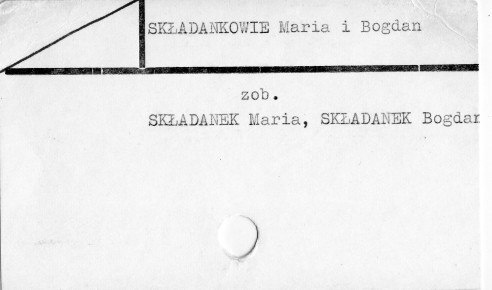 SKŁADANKOWIE Maria i Bogdan
zob.
SKŁADANEK Maria, SKŁADANEK Bogdan